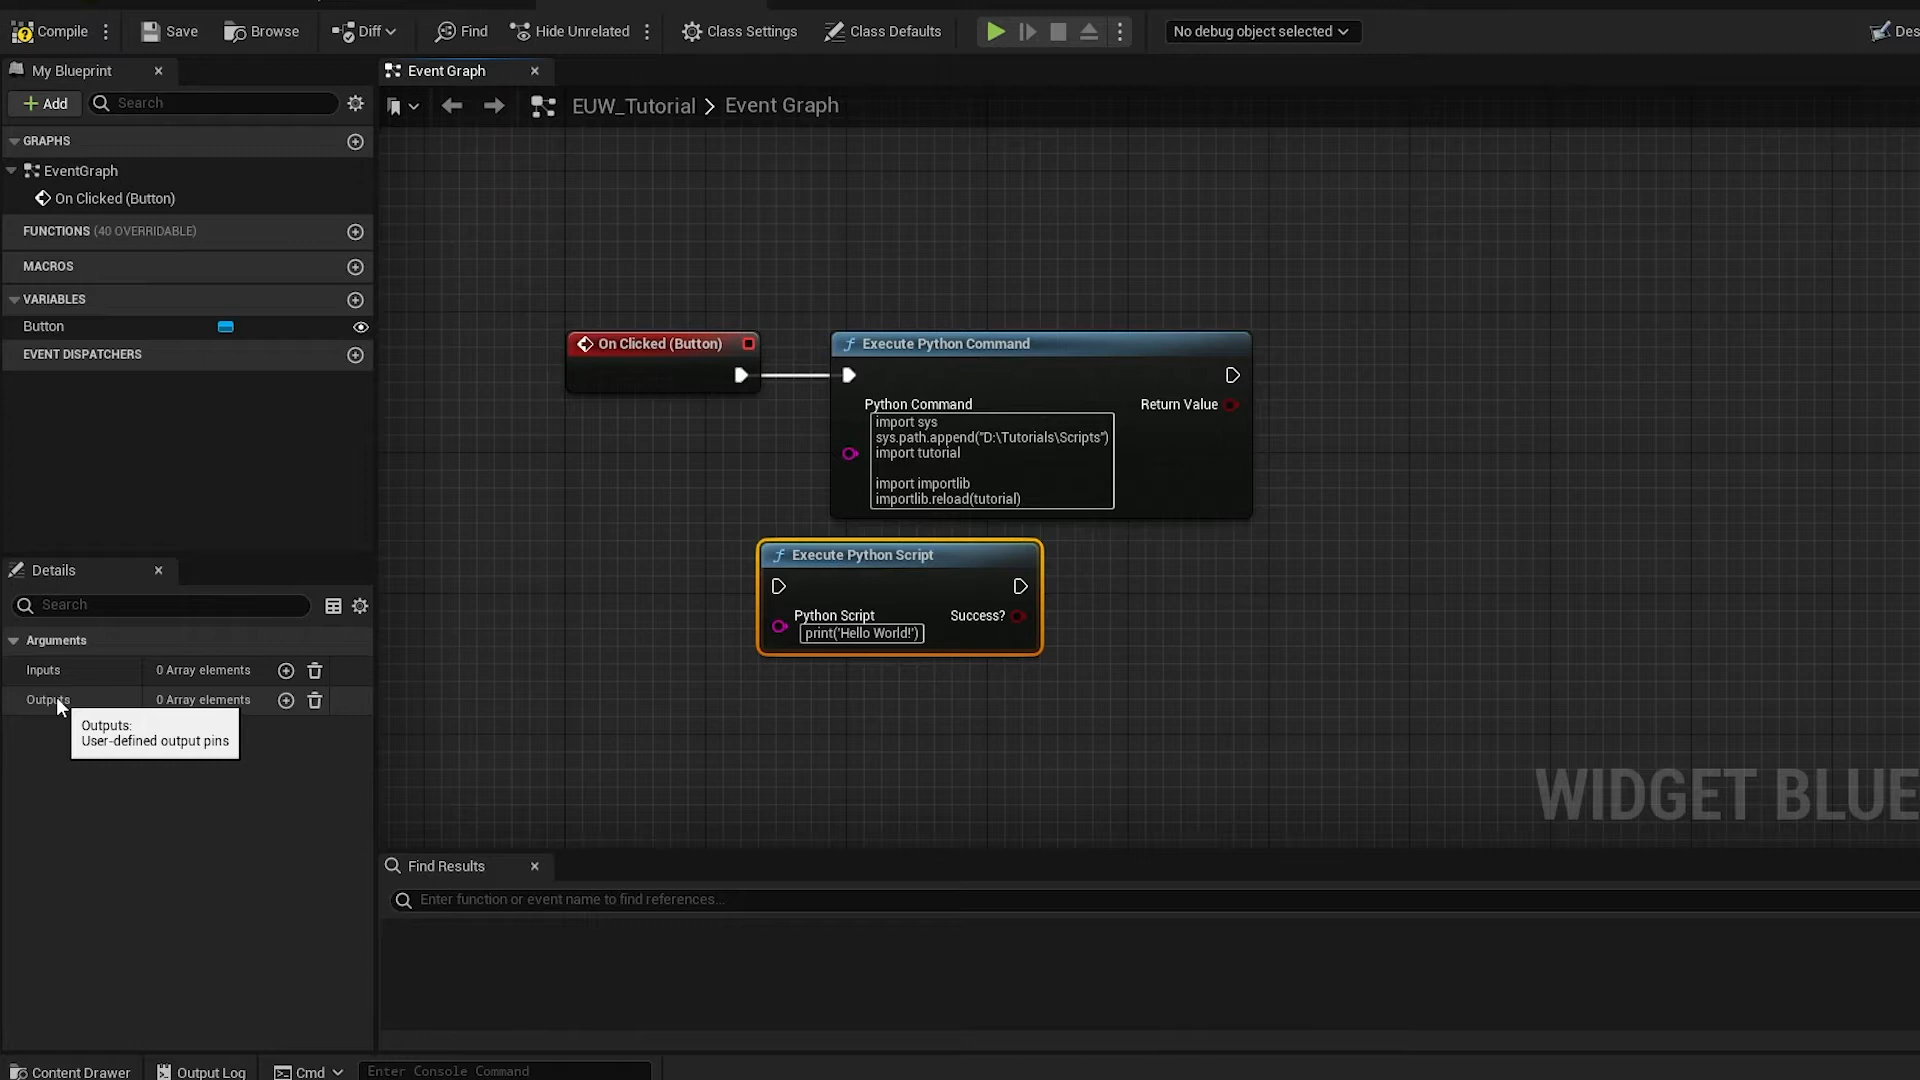 Compile
Save
Browse
Diff
Find
Hide Unrelated
Class Settings
Class Defaults
No debug object selected
Des
My Blueprint
Event Graph
Add
Search
EUW_Tutorial > Event Graph
GRAPHS
EventGraph
On Clicked (Button)
FUNCTIONS (40 OVERRIDABLE)
MACROS
VARIABLES
Button
EVENT DISPATCHERS
On Clicked (Button)
Execute Python Command
Python Command
Return Value
import sys
sys.path.append("D:\Tutorials\Scripts")
import tutorial
import importlib
importlib.reload(tutorial)
Execute Python Script
Python Script
Success?
print('Hello World!')
Details
Search
Arguments
Inputs
0 Array elements
Outputs
0 Array elements
Outputs:
User-defined output pins
WIDGET BLUE
Find Results
Enter function or event name to find references...
Content Drawer
Output Log
Cmd
Enter Console Command